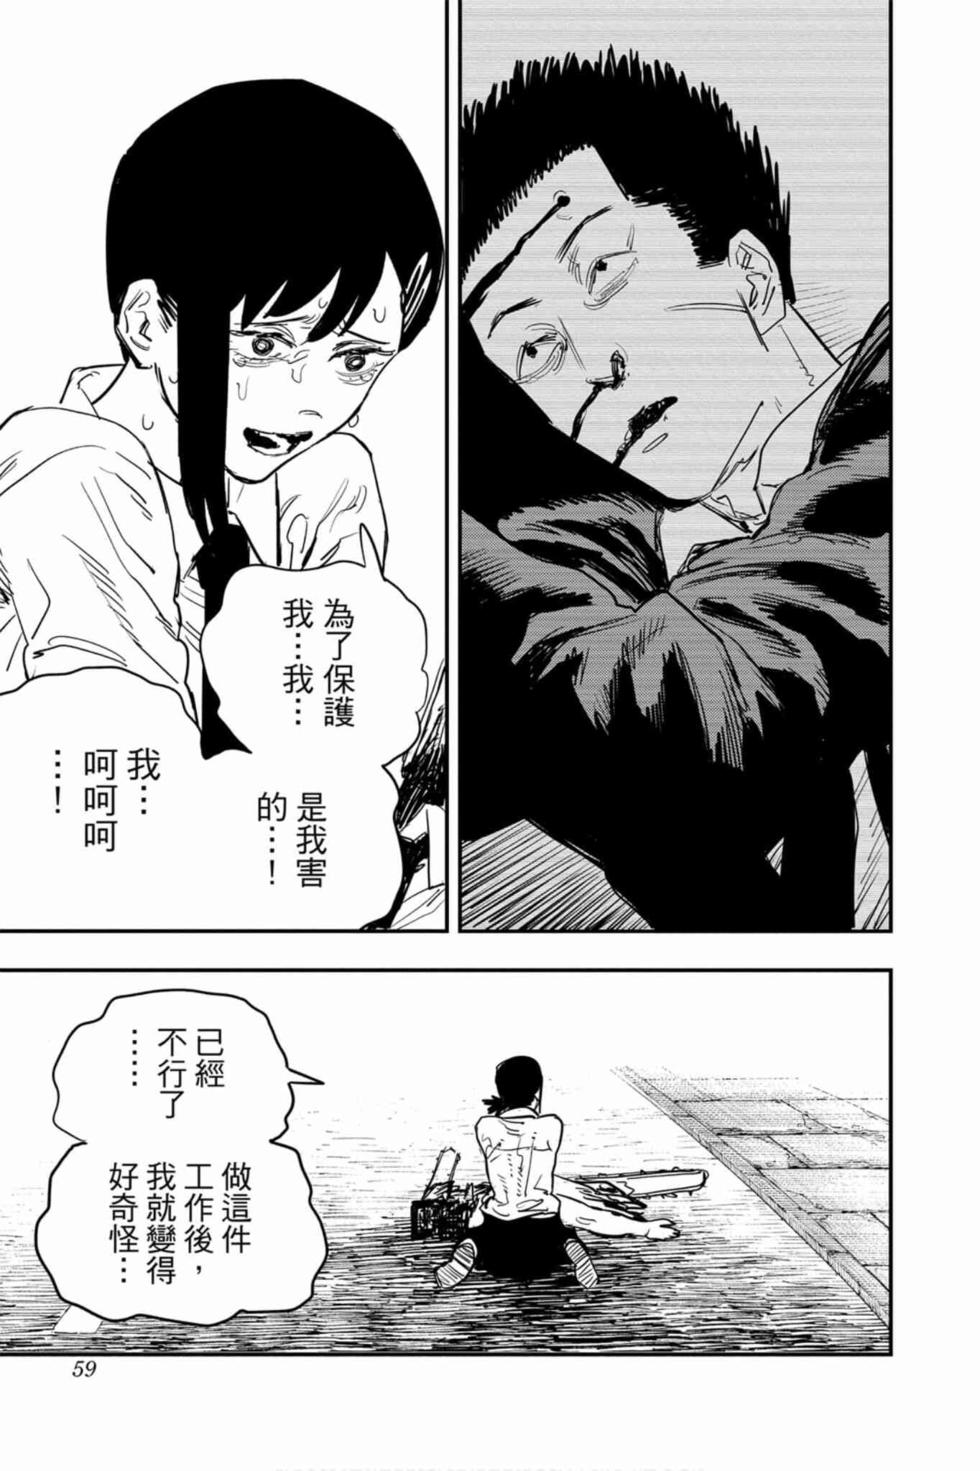 為了保護
我…我…
是我害
的…！
我…
呵呵呵
…！
已經
不行了
……
做這件
工作後，
我就變得
好奇怪…
59